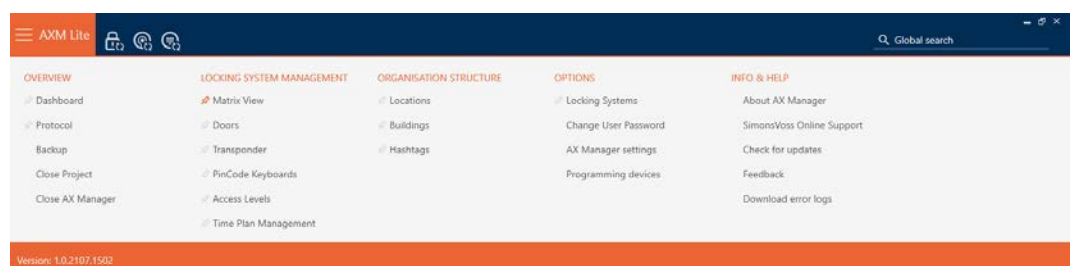 AXM Lite
Global search
OVERVIEW
Dashboard
Protocol
Backup
Close Project
Close AX Manager
LOCKING SYSTEM MANAGEMENT
Matrix View
Doors
Transponder
PinCode Keyboards
Access Levels
Time Plan Management
ORGANISATION STRUCTURE
Locations
Buildings
Hashtags
OPTIONS
Locking Systems
Change User Password
AX Manager settings
Programming devices
INFO & HELP
About AX Manager
SimonsVoss Online Support
Check for updates
Feedback
Download error logs
Version: 1.0.2107.1502